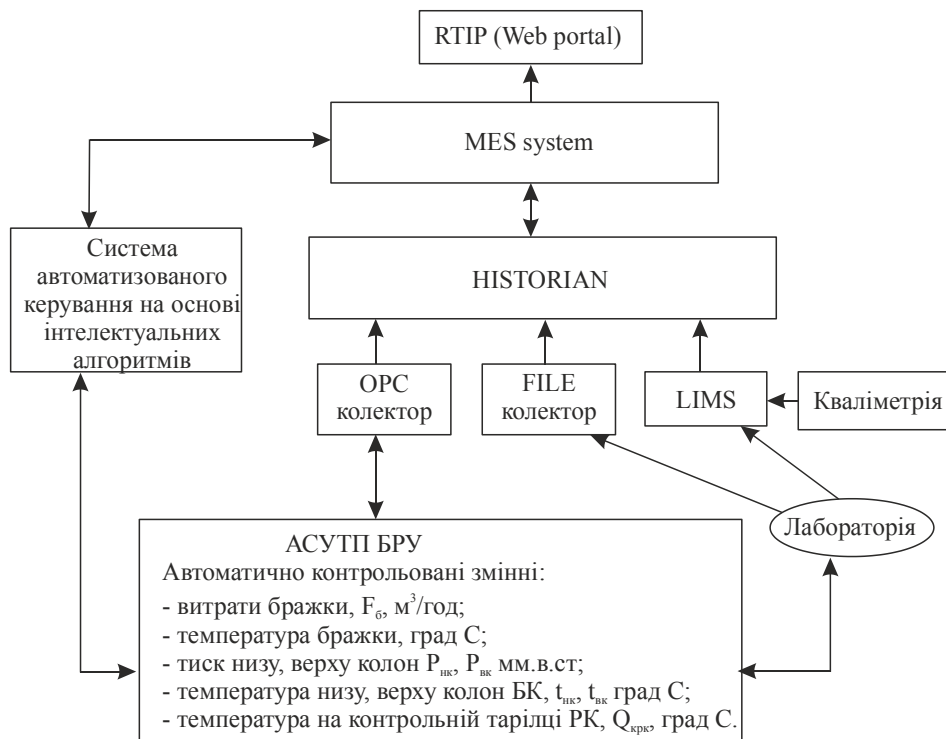 RTIP (Web portal)
MES system
Система
автоматизованого
керування на основі
інтелектуальних
алгоритмів
HISTORIAN
OPC
колектор
FILE
колектор
LIMS
Кваліметрія
Лабораторія
АСУТП БРУ
Автоматично контрольовані змінні:
- витрати бражки, Fб, м³/год;
- температура бражки, град С;
- тиск низу, верху колон Pнк, Pвк мм.в.ст;
- температура низу, верху колон БК, tнк, tвк град С;
- температура на контрольній тарілці РК, Qкрк, град С.